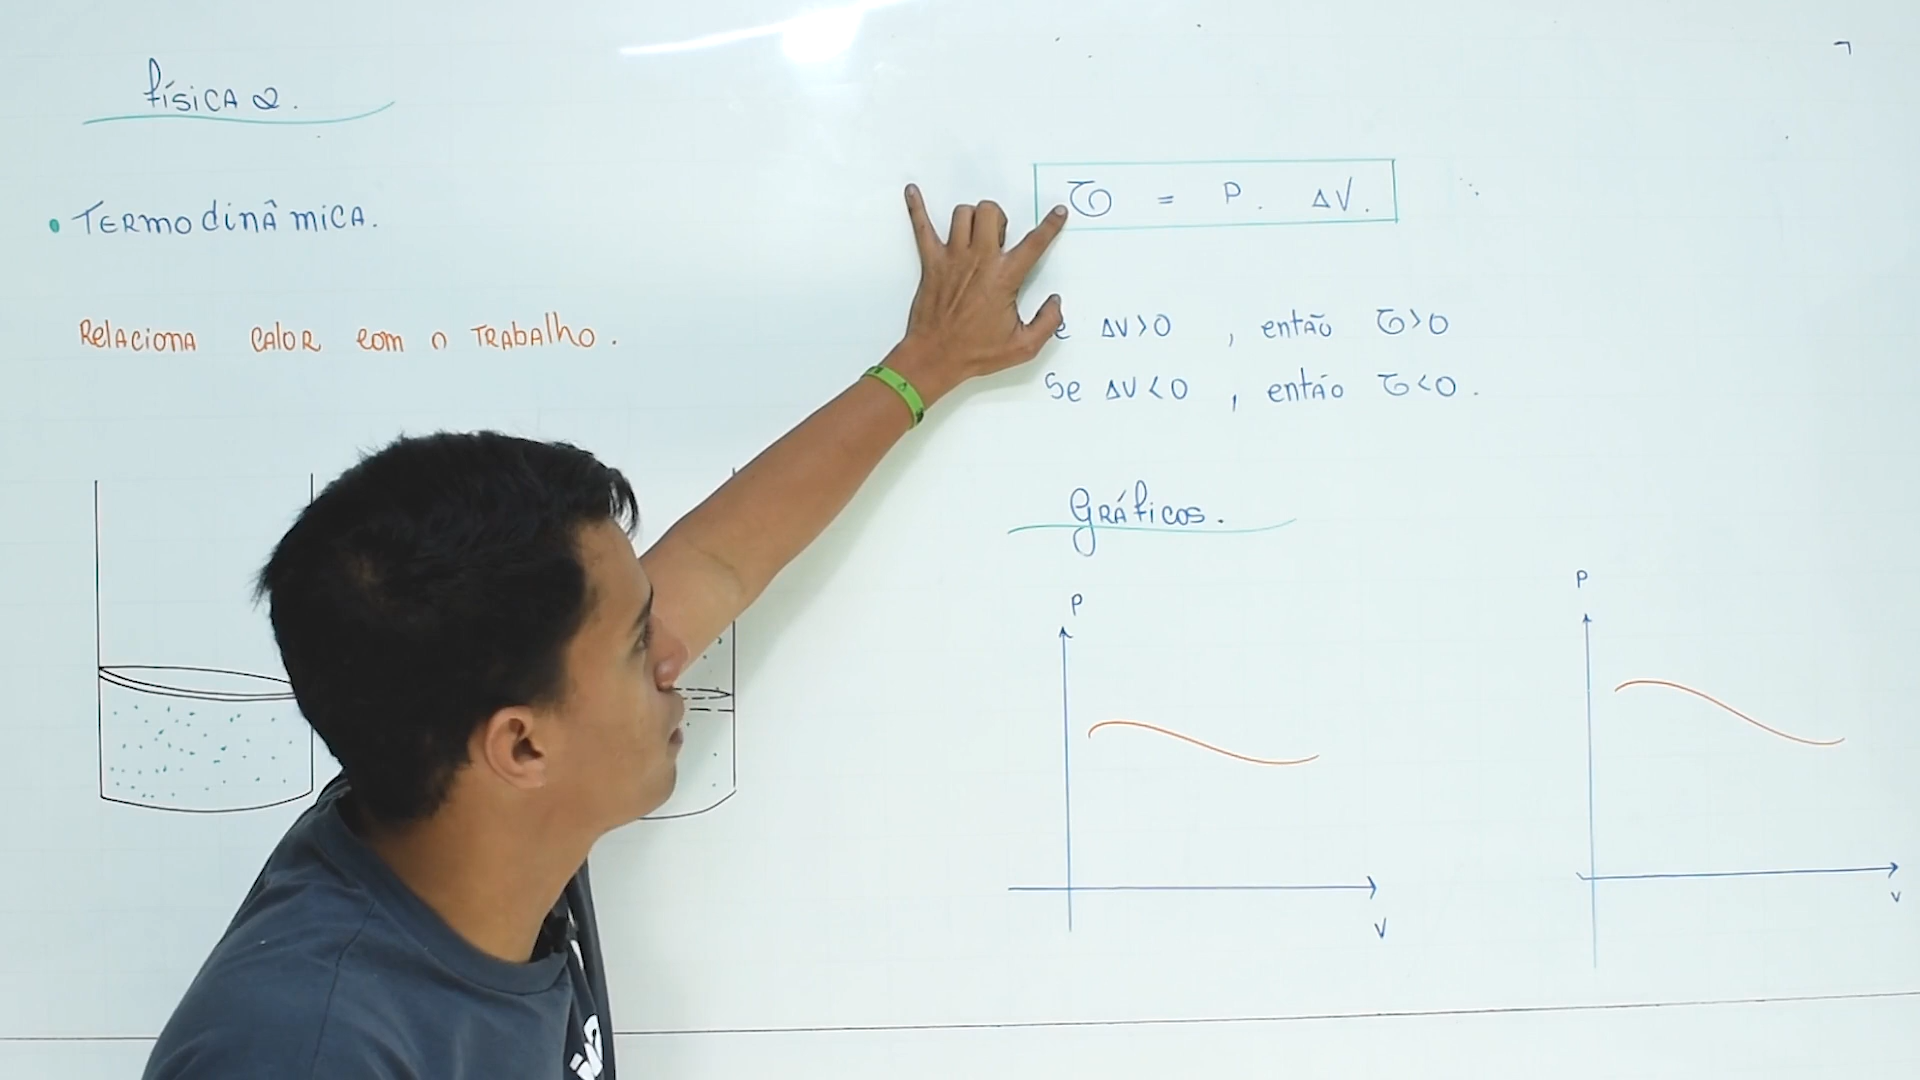 Física 2.
• Termodinâmica.
Relaciona calor com o trabalho.
𝜏 = P. ΔV.
ΔV>0 , então 𝜏>0
Se ΔV<0 , então 𝜏<0.
Gráficos.
P
V
P
V